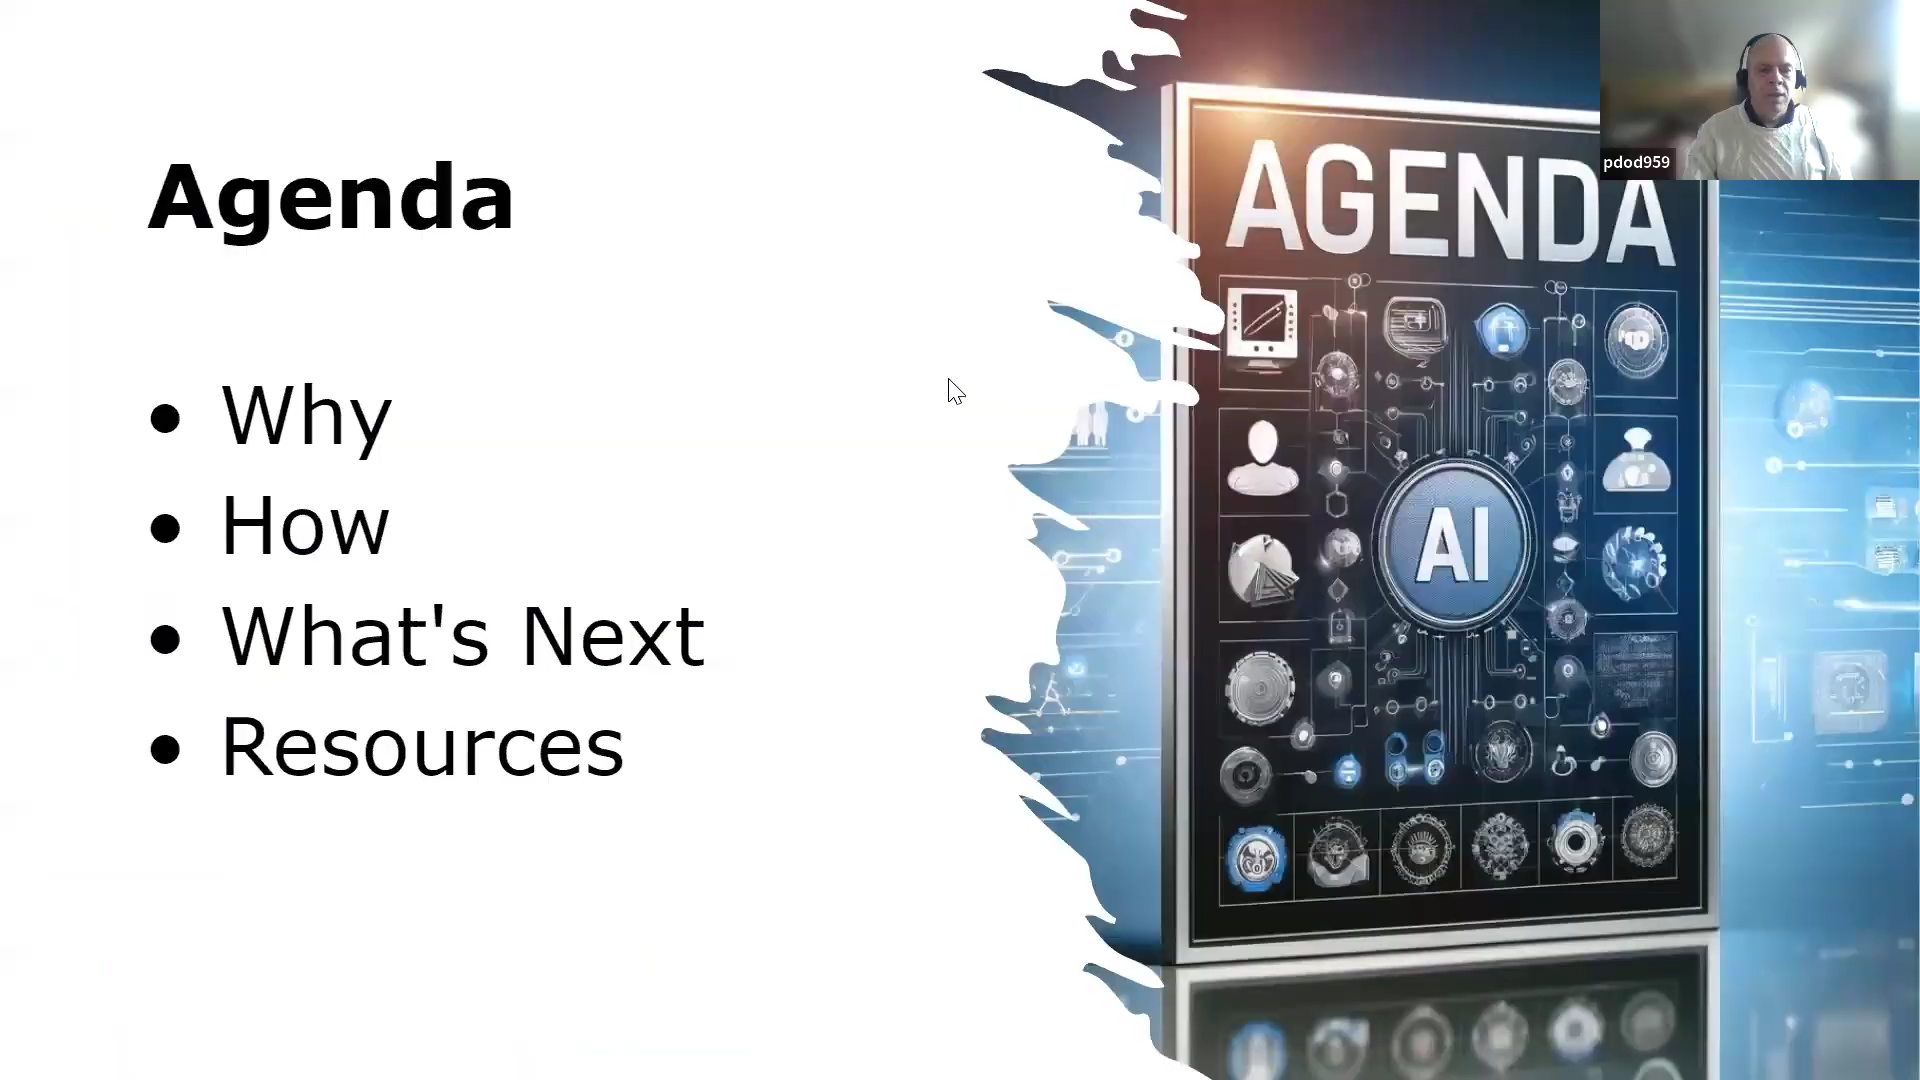 Agenda
• Why
• How
• What's Next
• Resources
AGENDA
AI
pdod959